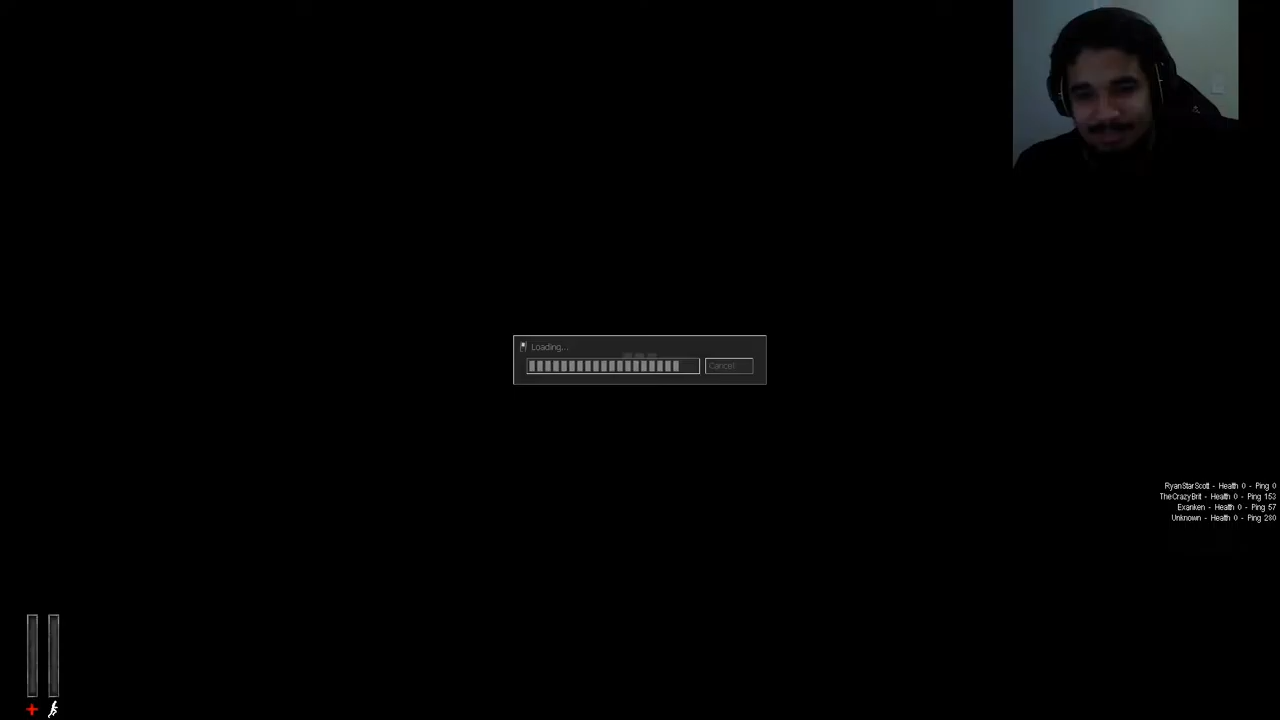 Loading...
Cancel
RyanStarScott - Health 0 - Ping 0
TheCrazyBrit - Health 0 - Ping 153
Exanken - Health 0 - Ping 57
Unknown - Health 0 - Ping 280